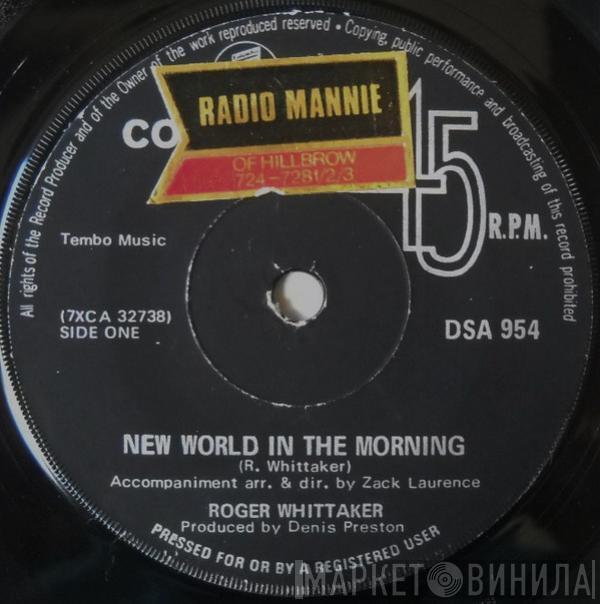 All rights of the Record Producer and of the Owner of the work reproduced reserved • Copying, public performance and broadcasting of this record prohibited
CO
RADIO MANNIE
OF HILLBROW
724-7281/2/3
45
R.P.M.
Tembo Music
(7XCA 32738)
SIDE ONE
DSA 954
NEW WORLD IN THE MORNING
(R. Whittaker)
Accompaniment arr. & dir. by Zack Laurence
ROGER WHITTAKER
Produced by Denis Preston
PRESSED FOR OR BY A REGISTERED USER
МАРКЕТ ВИНИЛА